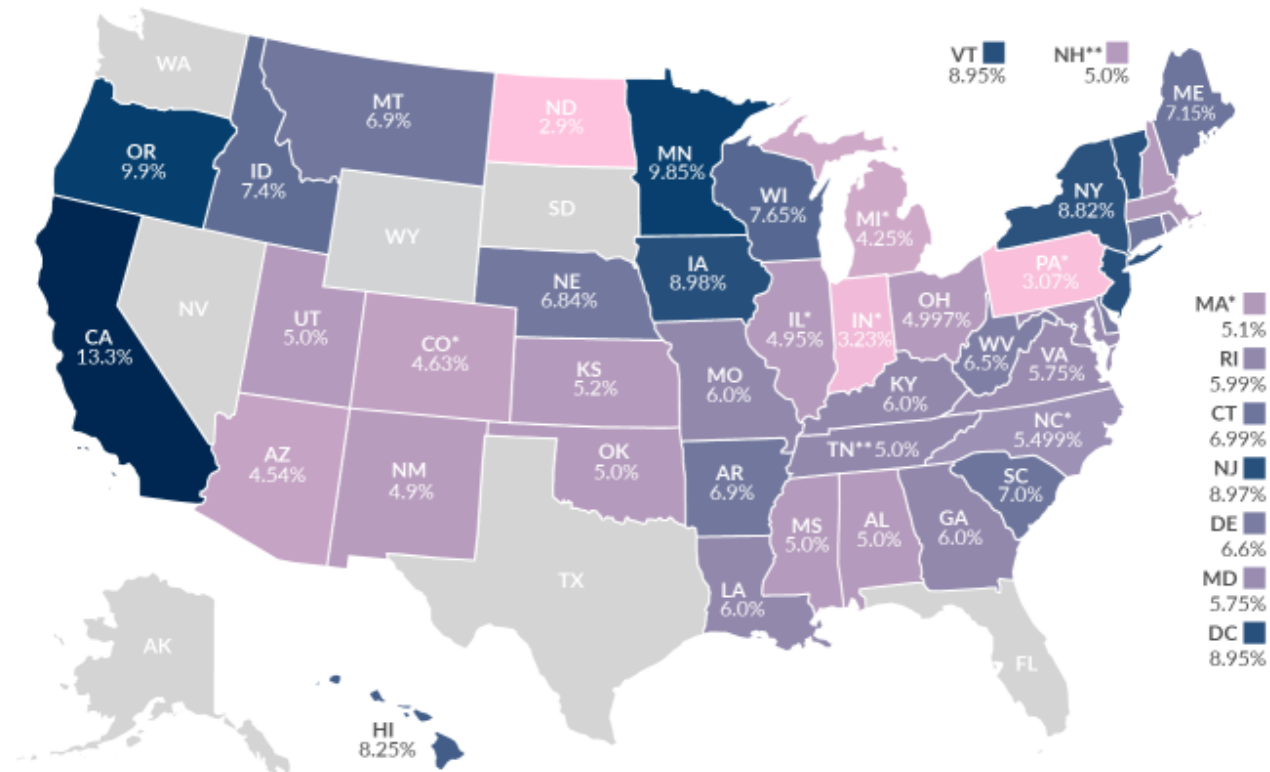 WA
VT
8.95%
NH**
5.0%
ME
7.15%
MT
6.9%
ND
2.9%
OR
9.9%
ID
7.4%
MN
9.85%
WI
7.65%
NY
8.82%
SD
WY
MI*
4.25%
PA*
3.07%
IA
8.98%
NE
6.84%
NV
UT
5.0%
CO*
4.63%
CA
13.3%
IL*
4.95%
IN*
3.23%
OH
4.997%
MA*
5.1%
WV
6.5%
VA
5.75%
RI
5.99%
KS
5.2%
MO
6.0%
KY
6.0%
CT
6.99%
NC*
5.499%
TN** 5.0%
AZ
4.54%
NM
4.9%
OK
5.0%
AR
6.9%
SC
7.0%
NJ
8.97%
MS
5.0%
AL
5.0%
GA
6.0%
DE
6.6%
TX
LA
6.0%
MD
5.75%
AK
FL
DC
8.95%
HI
8.25%